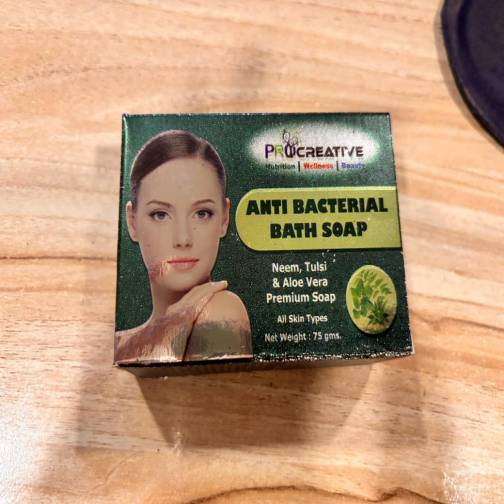 PROCREATIVE
Nutrition | Wellness | Beauty
ANTI BACTERIAL
BATH SOAP
Neem, Tulsi
& Aloe Vera
Premium Soap
All Skin Types
Net Weight : 75 gms.